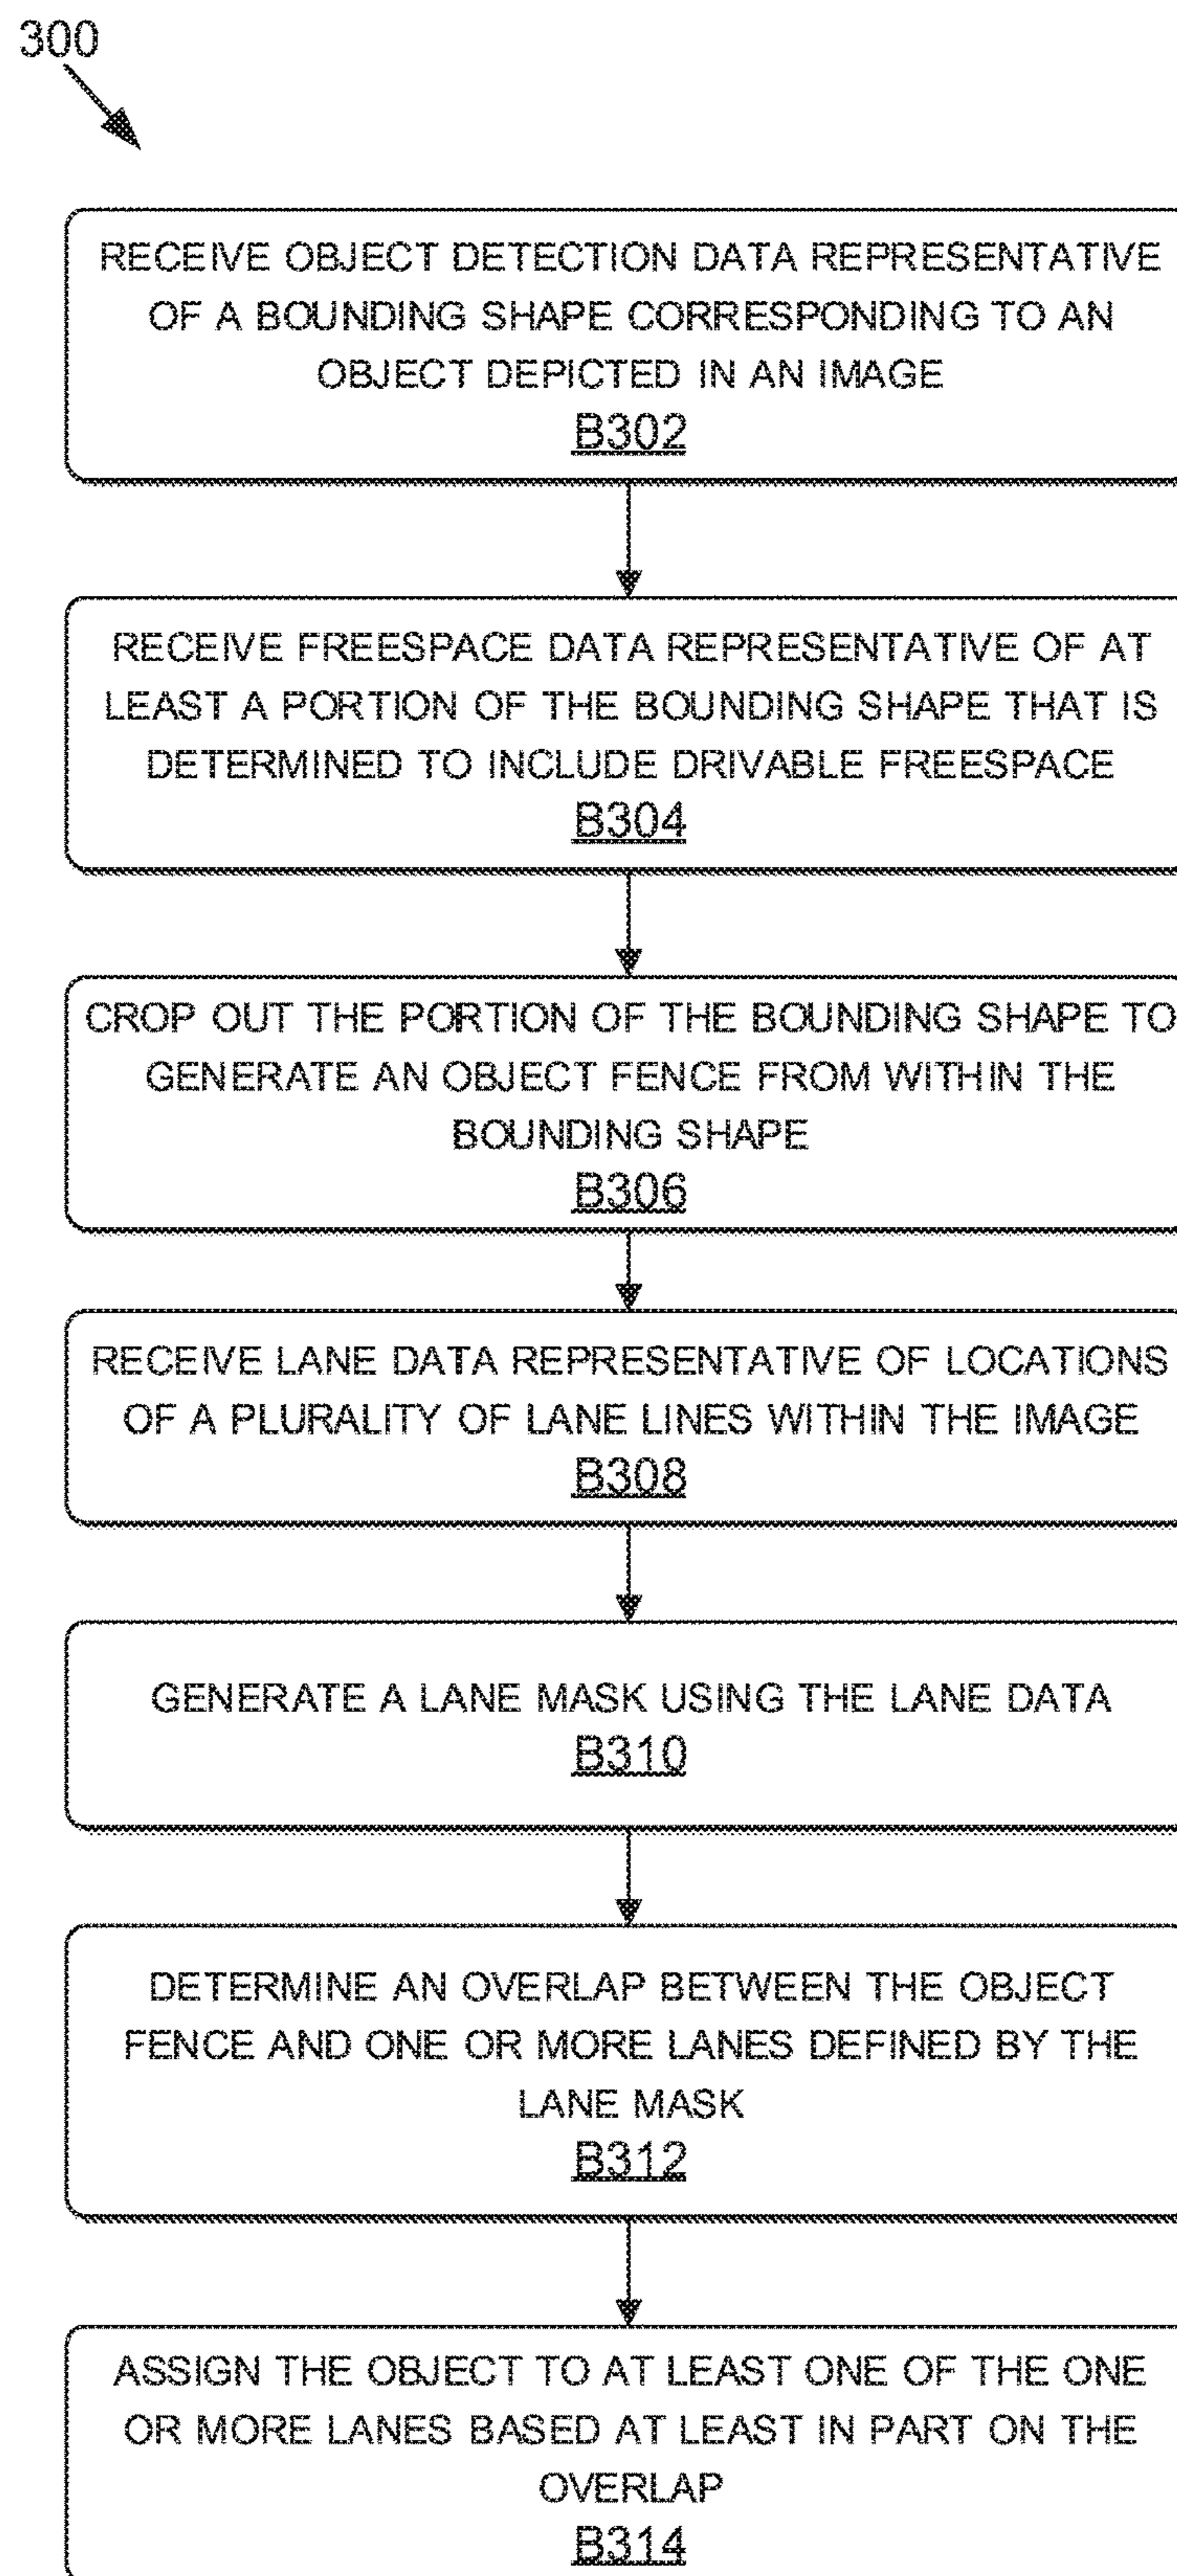 300
RECEIVE OBJECT DETECTION DATA REPRESENTATIVE
OF A BOUNDING SHAPE CORRESPONDING TO AN
OBJECT DEPICTED IN AN IMAGE
B302
RECEIVE FREESPACE DATA REPRESENTATIVE OF AT
LEAST A PORTION OF THE BOUNDING SHAPE THAT IS
DETERMINED TO INCLUDE DRIVABLE FREESPACE
B304
CROP OUT THE PORTION OF THE BOUNDING SHAPE TO
GENERATE AN OBJECT FENCE FROM WITHIN THE
BOUNDING SHAPE
B306
RECEIVE LANE DATA REPRESENTATIVE OF LOCATIONS
OF A PLURALITY OF LANE LINES WITHIN THE IMAGE
B308
GENERATE A LANE MASK USING THE LANE DATA
B310
DETERMINE AN OVERLAP BETWEEN THE OBJECT
FENCE AND ONE OR MORE LANES DEFINED BY THE
LANE MASK
B312
ASSIGN THE OBJECT TO AT LEAST ONE OF THE ONE
OR MORE LANES BASED AT LEAST IN PART ON THE
OVERLAP
B314